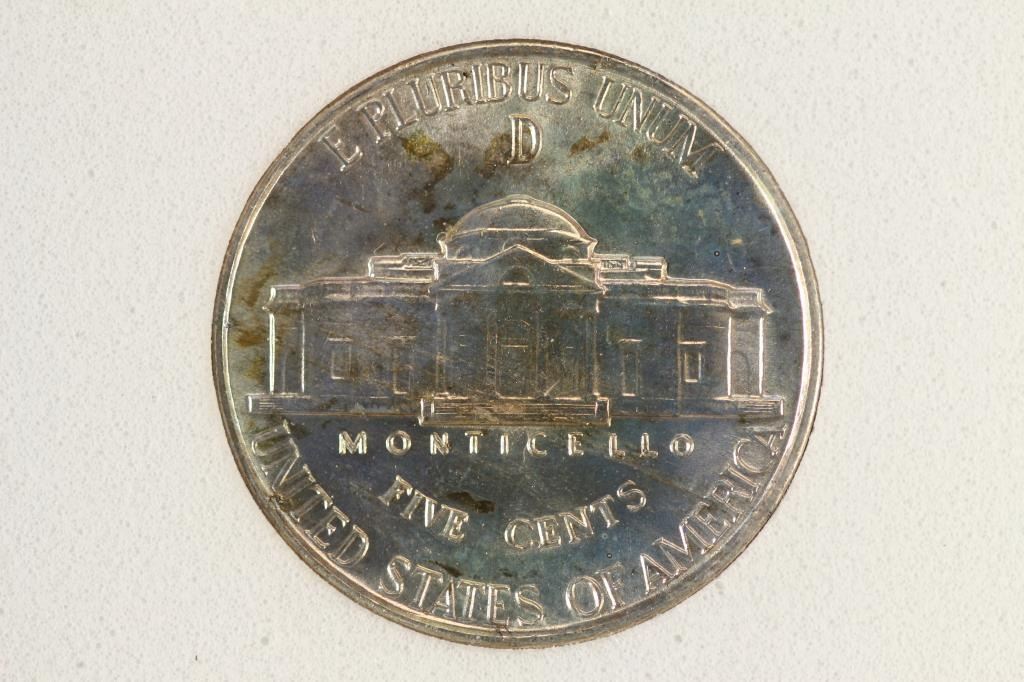 E PLURIBUS UNUM
D
MONTICELLO
FIVE CENTS
UNITED STATES OF AMERICA